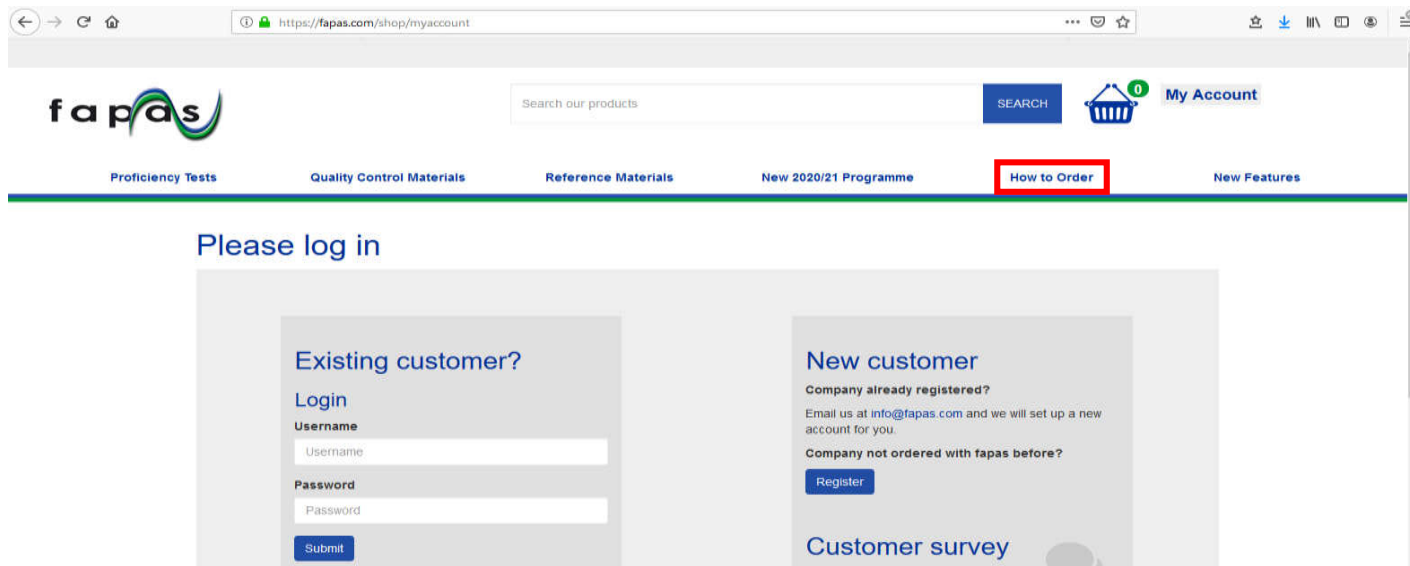 https://fapas.com/shop/myaccount
fapas
Search our products
SEARCH
0
My Account
Proficiency Tests
Quality Control Materials
Reference Materials
New 2020/21 Programme
How to Order
New Features
Please log in
Existing customer?
Login
Username
Username
Password
Password
Submit
New customer
Company already registered?
Email us at info@fapas.com and we will set up a new
account for you.
Company not ordered with fapas before?
Register
Customer survey